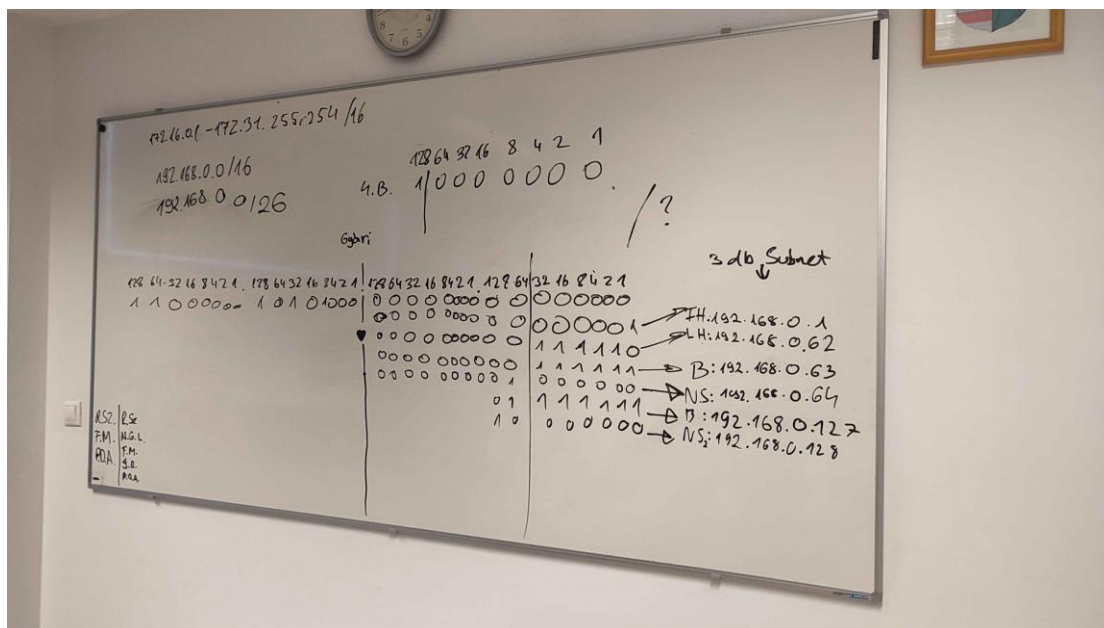 172.16.0.1 -172.31.255.254 /16
192.168.0.0/16
192.168.0 0/26
128 64 32 16 8 4 2 1
4.B. 1|000 0000.
/?
Gyári
3 db Subnet
128 64.32 16 8 4 2 1. 128 64 32 16 8 4 2 1 128 64 32 16 8 4 2 1. 128 64 32 16 8 4 2 1
1 1 0 0 0 0 0 0. 1 0 1 0 1 0 0 0 0 0 0 0 0 0 0 0 0 0 0 0 0 0 0 0
0 0 0 0 0 0 0 0 0 0 0 0 0 0 0 1 FH:192.168.0.1
0 0 0 0 0 0 0 0 0 0 1 1 1 1 1 0 LH:192.168.0.62
0 0 0 0 0 0 0 0 0 0 1 1 1 1 1 1 B:192.168.0.63
0 0 0 0 0 0 0 0 0 1 0 0 0 0 0 0 NS: 192.168.0.64
0 1 1 1 1 1 1 1 B:192.168.0.127
1 0 0 0 0 0 0 0 NS2:192.168.0.128
R.SZ. R.Sz
F.M. N.G.L.
P.O.A. F.M.
P.O.A.